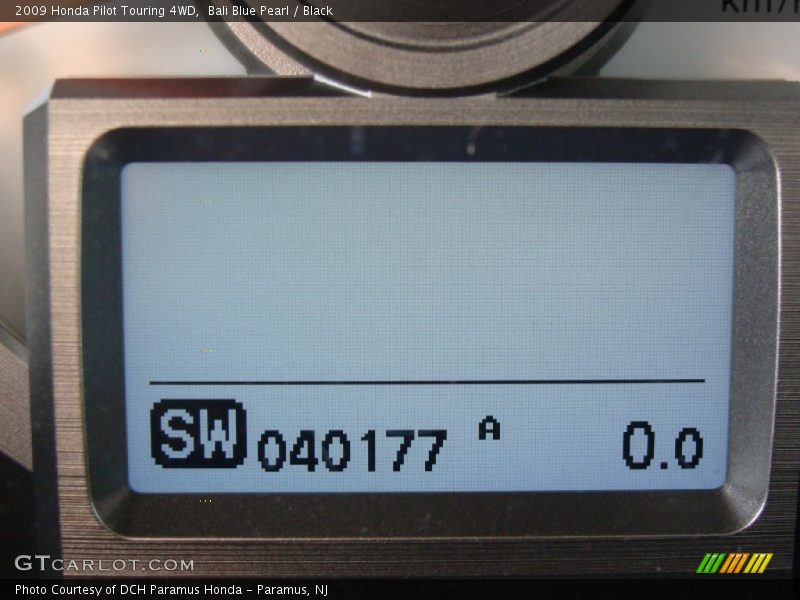 2009 Honda Pilot Touring 4WD,  Bali Blue Pearl / Black
km/h
SW 040177 A 0.0
GTCARLOT.COM
Photo Courtesy of DCH Paramus Honda - Paramus, NJ